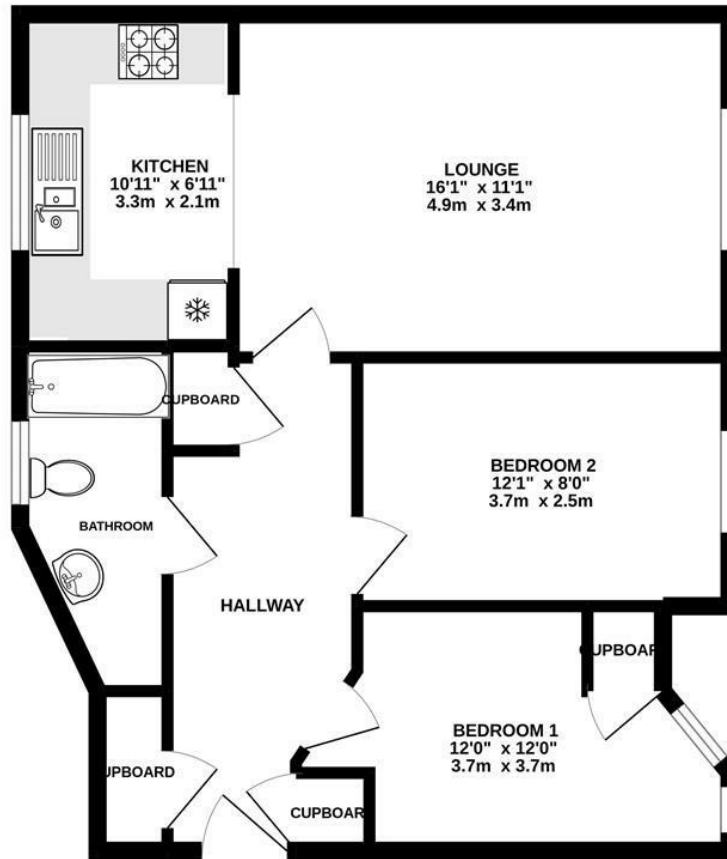 KITCHEN
10'11" x 6'11"
3.3m x 2.1m
LOUNGE
16'1" x 11'1"
4.9m x 3.4m
CUPBOARD
BEDROOM 2
12'1" x 8'0"
3.7m x 2.5m
BATHROOM
HALLWAY
CUPBOAR
BEDROOM 1
12'0" x 12'0"
3.7m x 3.7m
UPBOARD
CUPBOAR